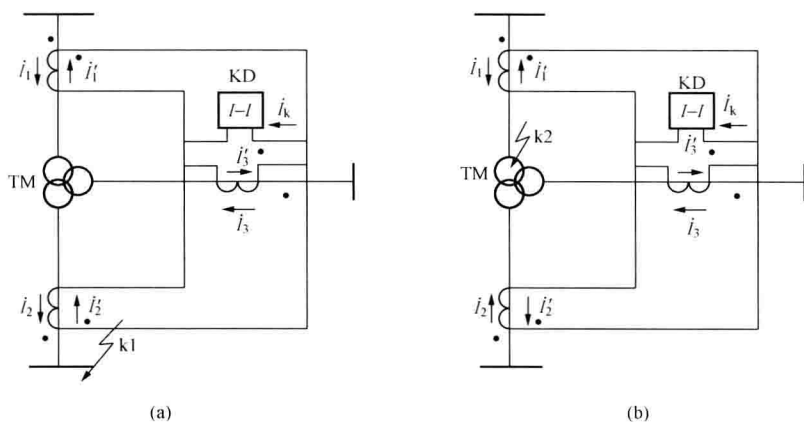 İ₁
İ′₁
KD
I–I
İₖ
TM
İ′₃
İ₃
İ₂
İ′₂
k1
(a)
İ₁
İ′₁
KD
I–I
İₖ
k2
TM
İ′₃
İ₃
İ₂
İ′₂
(b)